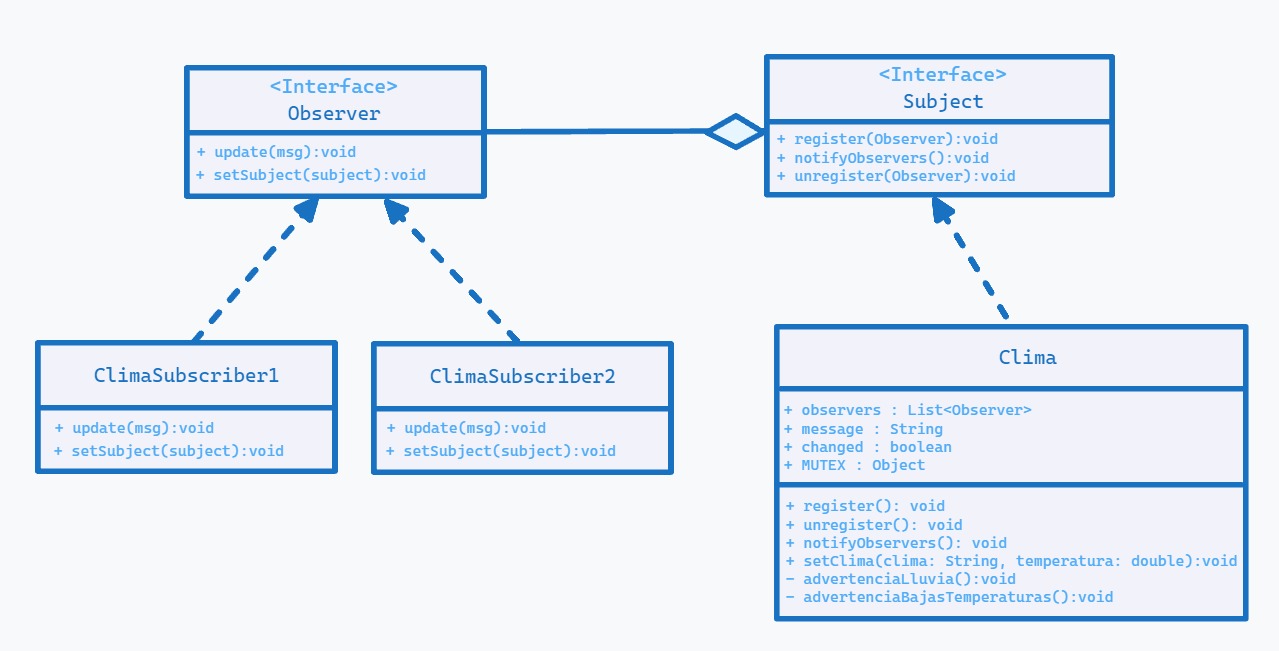 <Interface>
Observer
+ update(msg):void
+ setSubject(subject):void
<Interface>
Subject
+ register(Observer):void
+ notifyObservers():void
+ unregister(Observer):void
ClimaSubscriber1
+ update(msg):void
+ setSubject(subject):void
ClimaSubscriber2
+ update(msg):void
+ setSubject(subject):void
Clima
+ observers : List<Observer>
+ message : String
+ changed : boolean
+ MUTEX : Object
+ register(): void
+ unregister(): void
+ notifyObservers(): void
+ setClima(clima: String, temperatura: double):void
− advertenciaLluvia():void
− advertenciaBajasTemperaturas():void